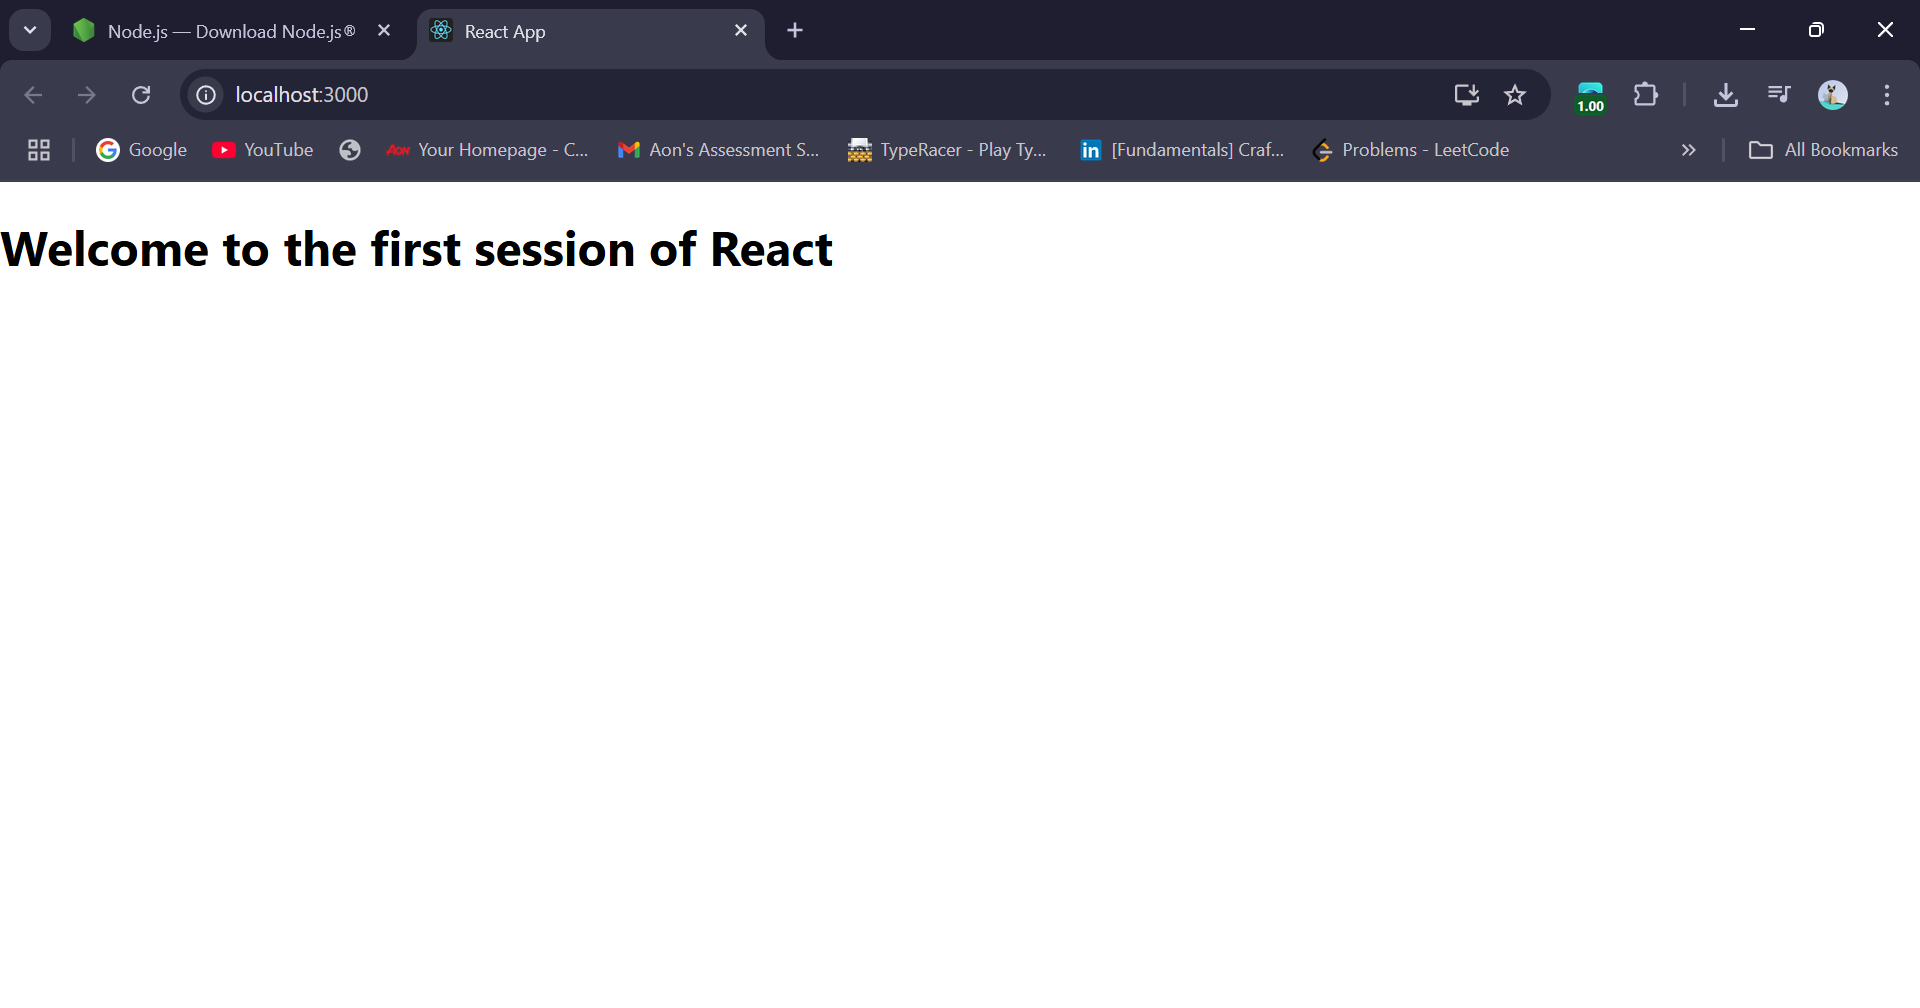 Node.js — Download Node.js®
React App
localhost:3000
1.00
Google
YouTube
Aon
Your Homepage - C...
Aon's Assessment S...
TypeRacer - Play Ty...
in
[Fundamentals] Craf...
Problems - LeetCode
All Bookmarks
Welcome to the first session of React